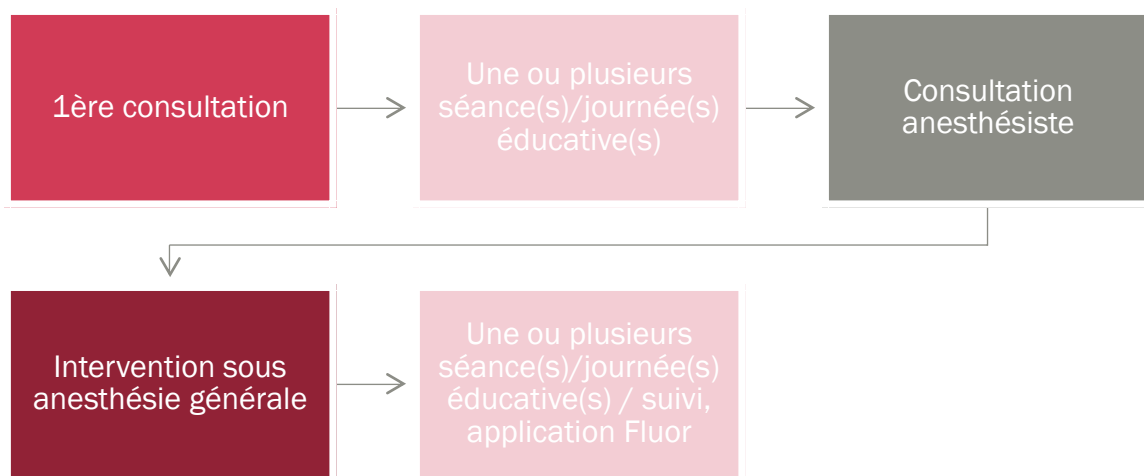 1ère consultation
Une ou plusieurs
séance(s)/journée(s)
éducative(s)
Consultation
anesthésiste
Intervention sous
anesthésie générale
Une ou plusieurs
séance(s)/journée(s)
éducative(s) / suivi,
application Fluor